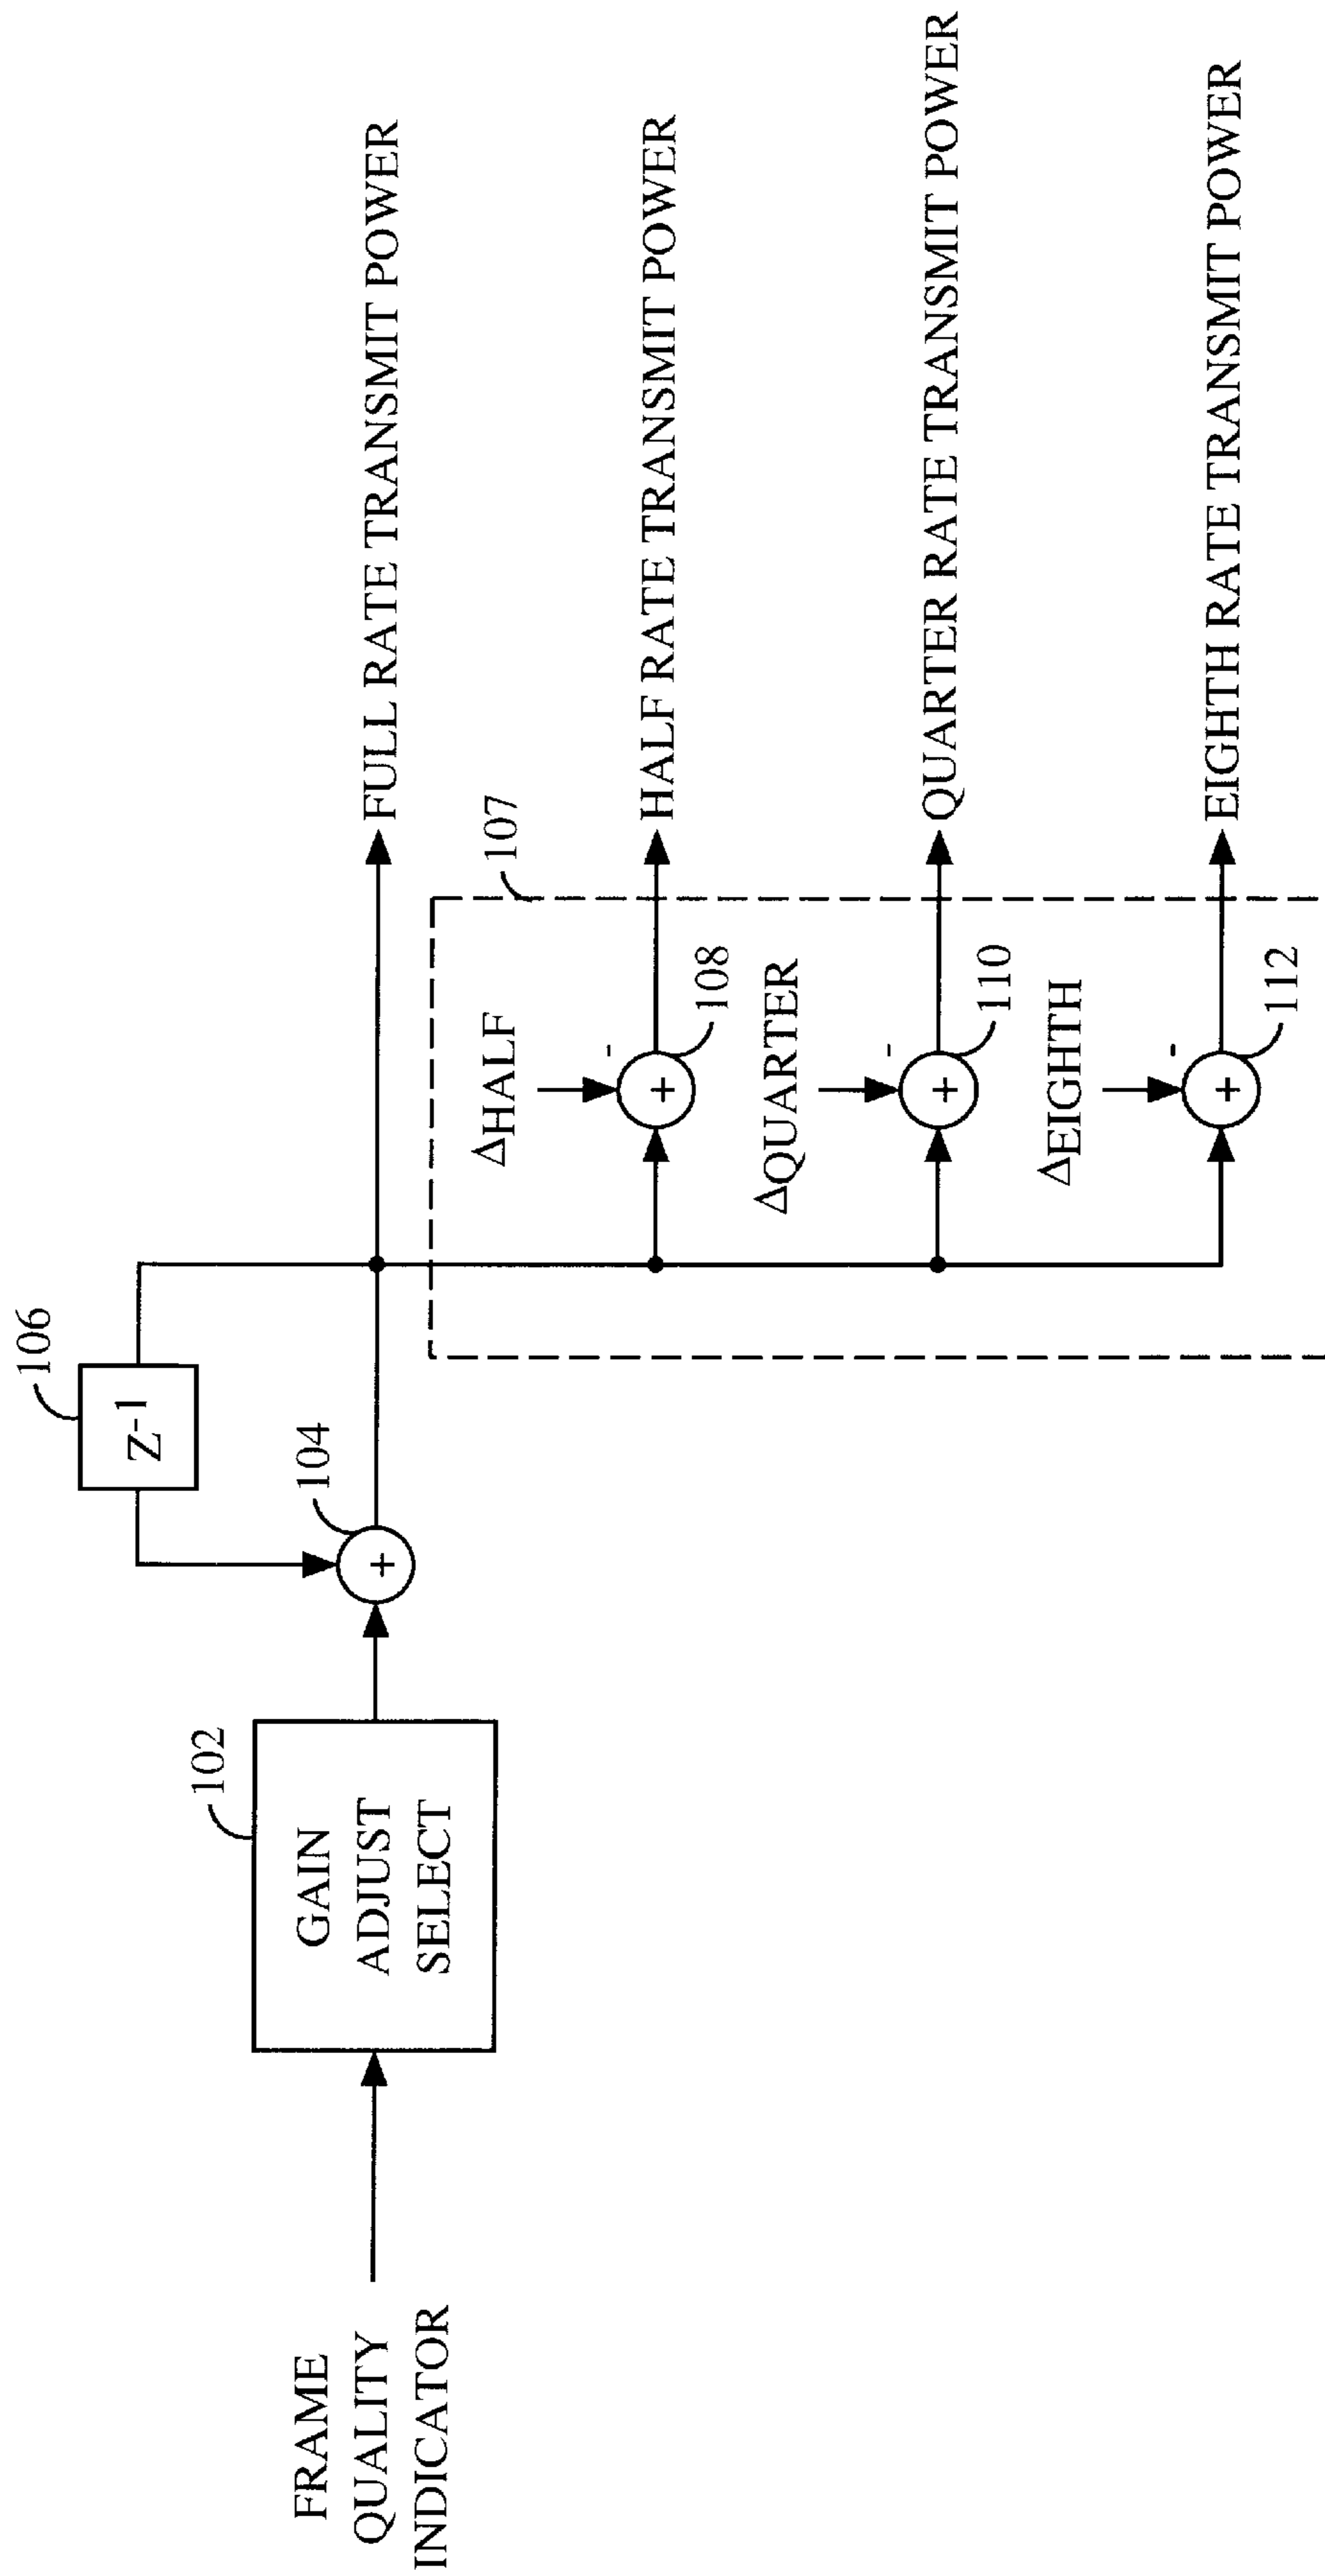 FRAME
QUALITY
INDICATOR
102
GAIN
ADJUST
SELECT
104
+
106
Z-1
FULL RATE TRANSMIT POWER
107
ΔHALF
-
+
108
HALF RATE TRANSMIT POWER
ΔQUARTER
-
+
110
QUARTER RATE TRANSMIT POWER
ΔEIGHTH
-
+
112
EIGHTH RATE TRANSMIT POWER